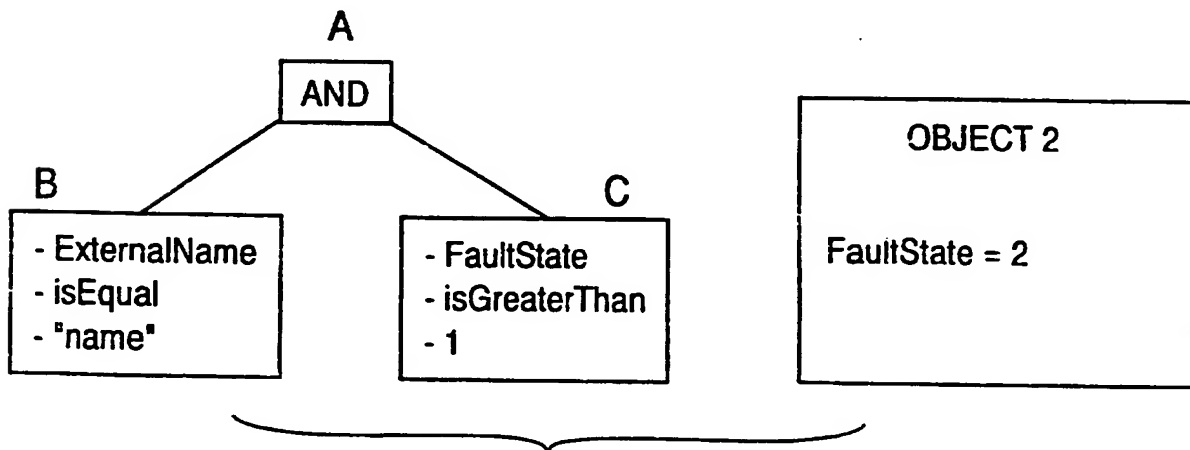 A
AND
B
- ExternalName
- isEqual
- "name"
C
- FaultState
- isGreaterThan
- 1
OBJECT 2
FaultState = 2